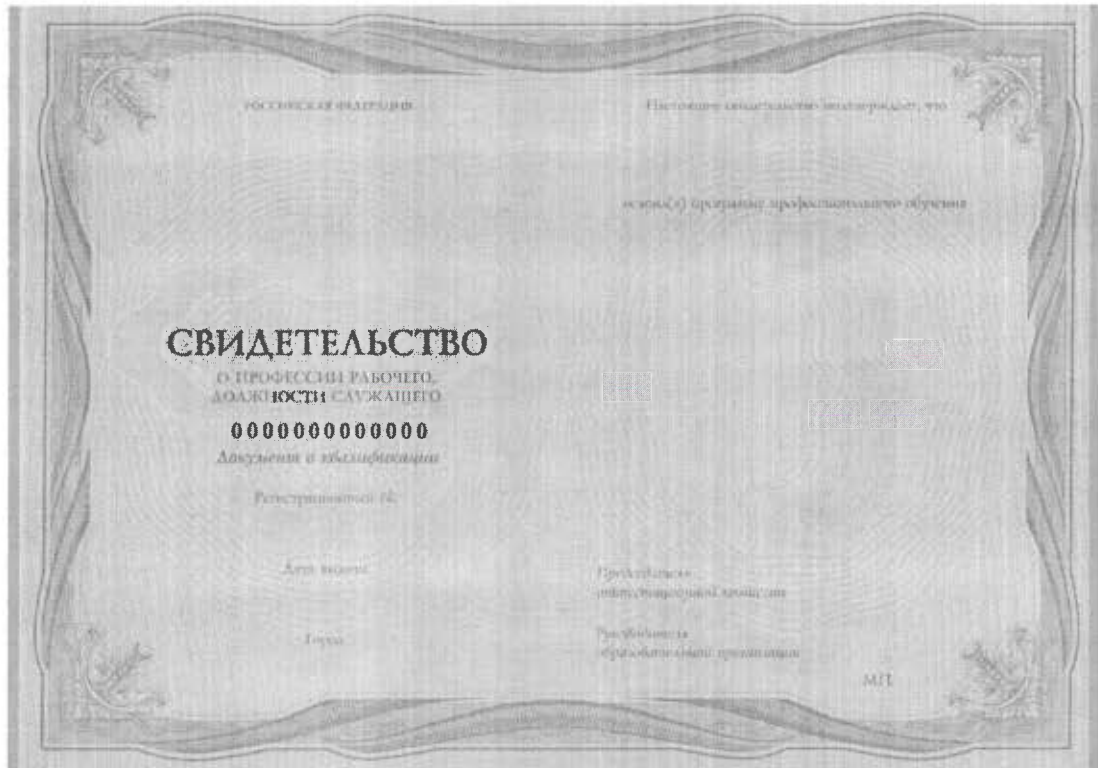 РОССИЙСКАЯ ФЕДЕРАЦИЯ
СВИДЕТЕЛЬСТВО
О ПРОФЕССИИ РАБОЧЕГО,
ДОЛЖНОСТИ СЛУЖАЩЕГО
0000000000000
Документ о квалификации
Регистрационный №
Дата выдачи
Город
Настоящее свидетельство подтверждает, что
освоил(а) программу профессионального обучения
Председатель
аттестационной комиссии
Руководитель
образовательной организации
М.П.